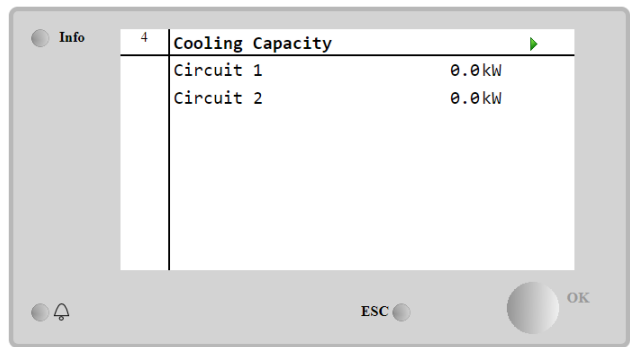 Info
4
Cooling Capacity
Circuit 1 0.0kW
Circuit 2 0.0kW
ESC
OK